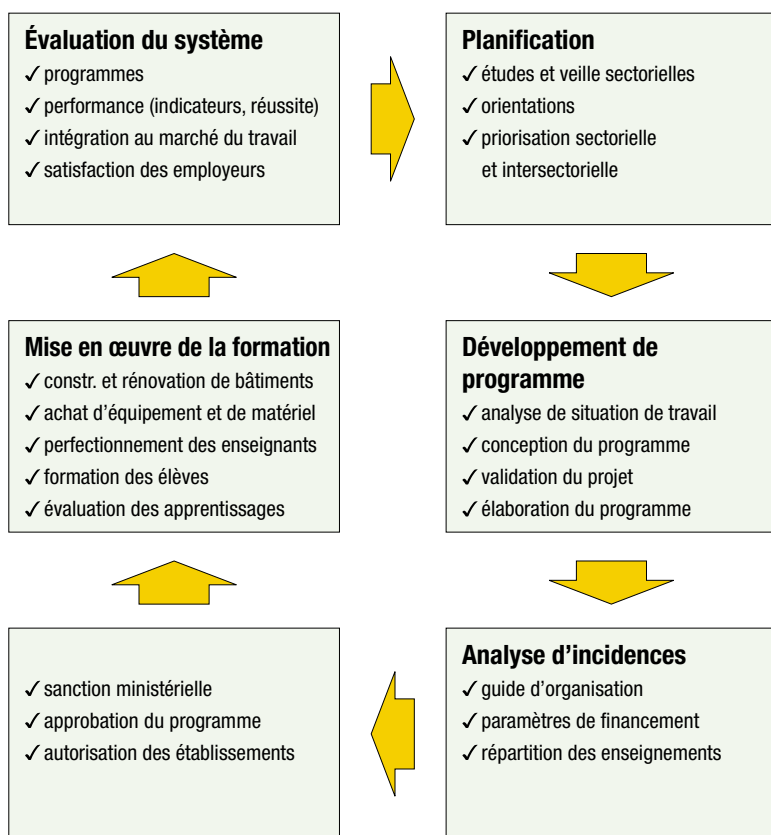 Évaluation du système
✓ programmes
✓ performance (indicateurs, réussite)
✓ intégration au marché du travail
✓ satisfaction des employeurs
Planification
✓ études et veille sectorielles
✓ orientations
✓ priorisation sectorielle
et intersectorielle
Développement de
programme
✓ analyse de situation de travail
✓ conception du programme
✓ validation du projet
✓ élaboration du programme
Analyse d’incidences
✓ guide d’organisation
✓ paramètres de financement
✓ répartition des enseignements
✓ sanction ministérielle
✓ approbation du programme
✓ autorisation des établissements
Mise en œuvre de la formation
✓ constr. et rénovation de bâtiments
✓ achat d’équipement et de matériel
✓ perfectionnement des enseignants
✓ formation des élèves
✓ évaluation des apprentissages